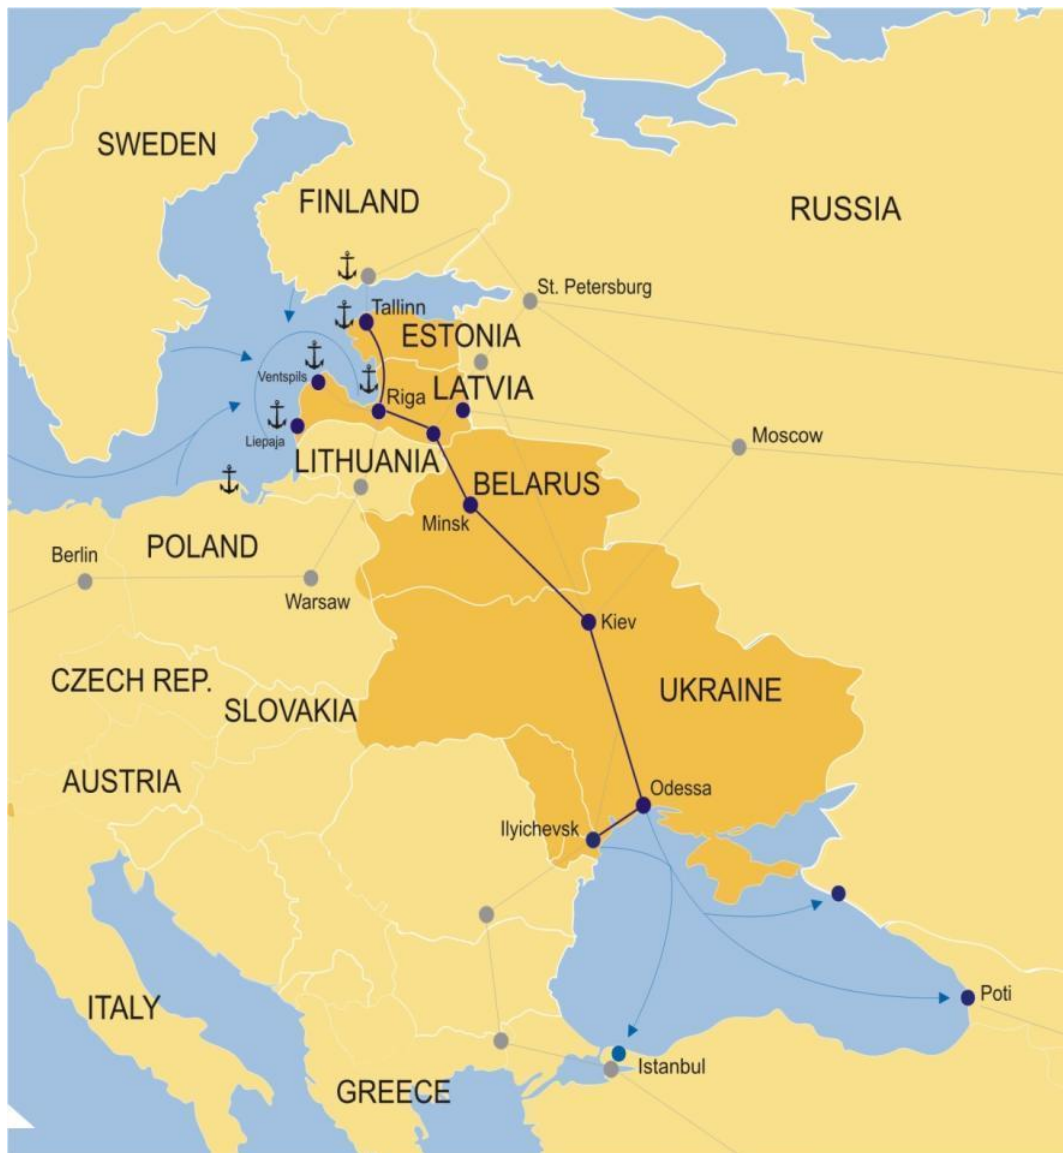 SWEDEN
FINLAND
RUSSIA
St. Petersburg
Tallinn
ESTONIA
Ventspils
Riga
LATVIA
Liepaja
Moscow
LITHUANIA
BELARUS
Minsk
POLAND
Berlin
Warsaw
Kiev
CZECH REP.
SLOVAKIA
UKRAINE
AUSTRIA
Odessa
Ilyichevsk
ITALY
Poti
Istanbul
GREECE